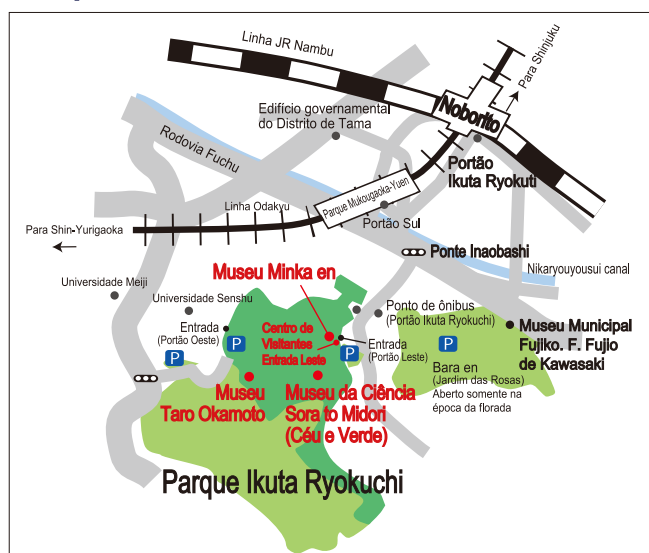 Linha JR Nambu
Para Shinjuku
Edifício governamental
do Distrito de Tama
Noborito
Rodovia Fuchu
Portão
Ikuta Ryokuti
Parque Mukougaoka-Yuen
Linha Odakyu
Portão Sul
Para Shin-Yurigaoka
Ponte Inaobashi
Nikaryouyousui canal
Museu Minka en
Universidade Meiji
Universidade Senshu
Ponto de ônibus
(Portão Ikuta Ryokuchi)
Entrada
(Portão Oeste)
Centro de
Visitantes
Entrada Leste
Entrada
(Portão Leste)
Museu Municipal
Fujiko. F. Fujio
de Kawasaki
P
P
P
P
Bara en
(Jardim das Rosas)
Aberto somente na
época da florada
Museu
Taro Okamoto
Museu da Ciência
Sora to Midori
(Céu e Verde)
Parque Ikuta Ryokuchi